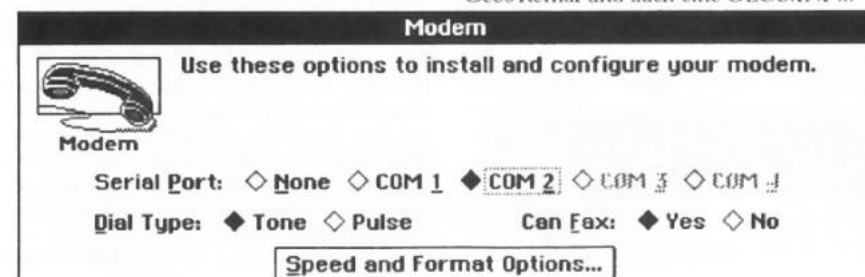 Modem
Use these options to install and configure your modem.
Modem
Serial Port: None COM 1 COM 2 COM 3 COM 4
Dial Type: Tone Pulse Can Fax: Yes No
Speed and Format Options...